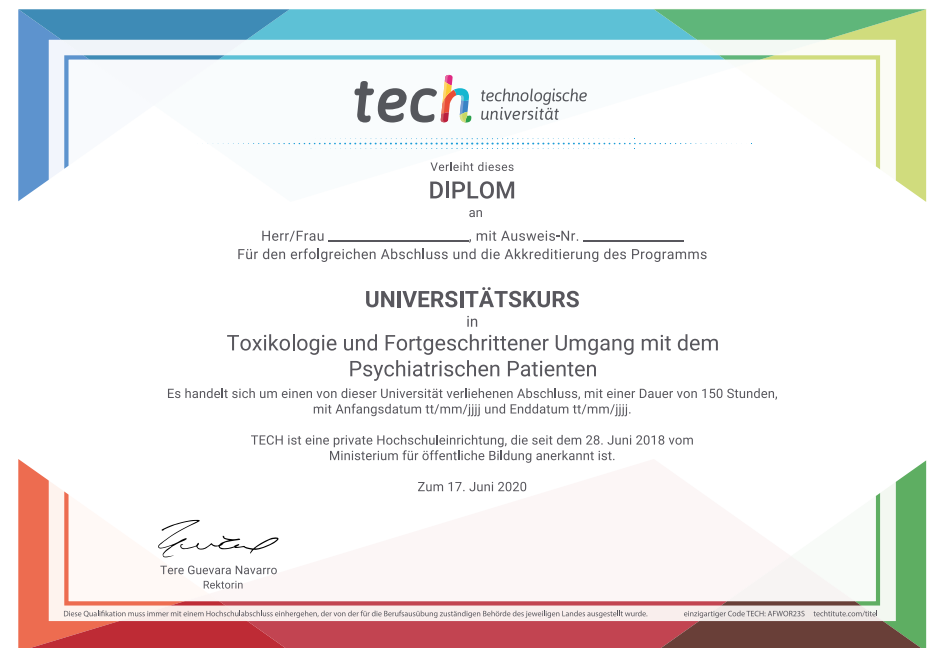 tech technologische
universität
Verleiht dieses
DIPLOM
an
Herr/Frau ____________________, mit Ausweis-Nr. ______________
Für den erfolgreichen Abschluss und die Akkreditierung des Programms
UNIVERSITÄTSKURS
in
Toxikologie und Fortgeschrittener Umgang mit dem
Psychiatrischen Patienten
Es handelt sich um einen von dieser Universität verliehenen Abschluss, mit einer Dauer von 150 Stunden,
mit Anfangsdatum tt/mm/jjjj und Enddatum tt/mm/jjjj.
TECH ist eine private Hochschuleinrichtung, die seit dem 28. Juni 2018 vom
Ministerium für öffentliche Bildung anerkannt ist.
Zum 17. Juni 2020
Tere Guevara Navarro
Rektorin
Diese Qualifikation muss immer mit einem Hochschulabschluss einhergehen, der von der für die Berufsausübung zuständigen Behörde des jeweiligen Landes ausgestellt wurde. einzigartiger Code TECH: AFWOR23S techtitute.com/titel